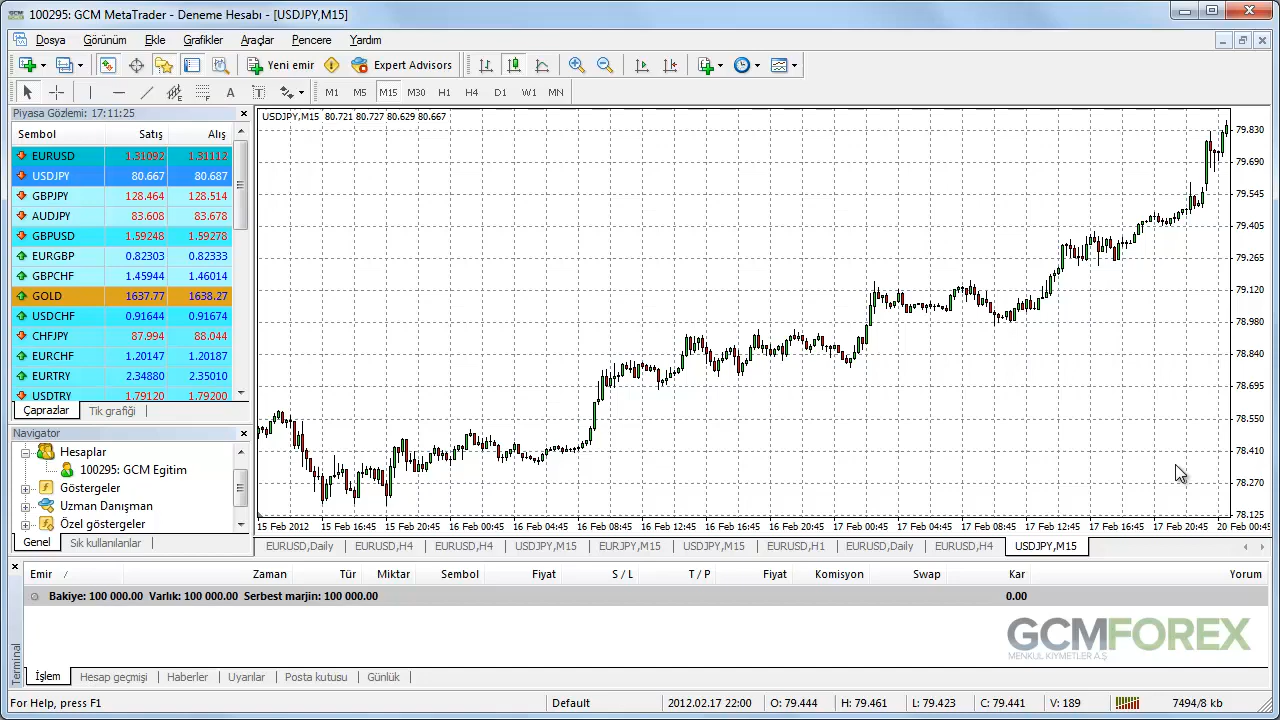 100295: GCM MetaTrader - Deneme Hesabı - [USDJPY,M15]
Dosya Görünüm Ekle Grafikler Araçlar Pencere Yardım
Yeni emir Expert Advisors
A T M1 M5 M15 M30 H1 H4 D1 W1 MN
Piyasa Gözlemi: 17:11:25
Sembol Satış Alış
EURUSD 1.31092 1.31112
USDJPY 80.667 80.687
GBPJPY 128.464 128.514
AUDJPY 83.608 83.678
GBPUSD 1.59248 1.59278
EURGBP 0.82303 0.82333
GBPCHF 1.45944 1.46014
GOLD 1637.77 1638.27
USDCHF 0.91644 0.91674
CHFJPY 87.994 88.044
EURCHF 1.20147 1.20187
EURTRY 2.34880 2.35010
USDTRY 1.79120 1.79200
Çaprazlar Tik grafiği
Navigator
Hesaplar
100295: GCM Egitim
Göstergeler
Uzman Danışman
Özel göstergeler
Genel Sık kullanılanlar
USDJPY,M15 80.721 80.727 80.629 80.667
79.830
79.690
79.545
79.405
79.265
79.120
78.980
78.840
78.695
78.550
78.410
78.270
78.125
15 Feb 2012 15 Feb 16:45 15 Feb 20:45 16 Feb 00:45 16 Feb 04:45 16 Feb 08:45 16 Feb 12:45 16 Feb 16:45 16 Feb 20:45 17 Feb 00:45 17 Feb 04:45 17 Feb 08:45 17 Feb 12:45 17 Feb 16:45 17 Feb 20:45 20 Feb 00:45
EURUSD,Daily EURUSD,H4 EURUSD,H4 USDJPY,M15 EURJPY,M15 USDJPY,M15 EURUSD,H1 EURUSD,Daily EURUSD,H4 USDJPY,M15
Emir / Zaman Tür Miktar Sembol Fiyat S / L T / P Fiyat Komisyon Swap Kar Yorum
Bakiye: 100 000.00 Varlık: 100 000.00 Serbest marjin: 100 000.00 0.00
GCMFOREX
MENKUL KIYMETLER A.Ş.
Terminal
İşlem Hesap geçmişi Haberler Uyarılar Posta kutusu Günlük
For Help, press F1 Default 2012.02.17 22:00 O: 79.444 H: 79.461 L: 79.423 C: 79.441 V: 189 7494/8 kb